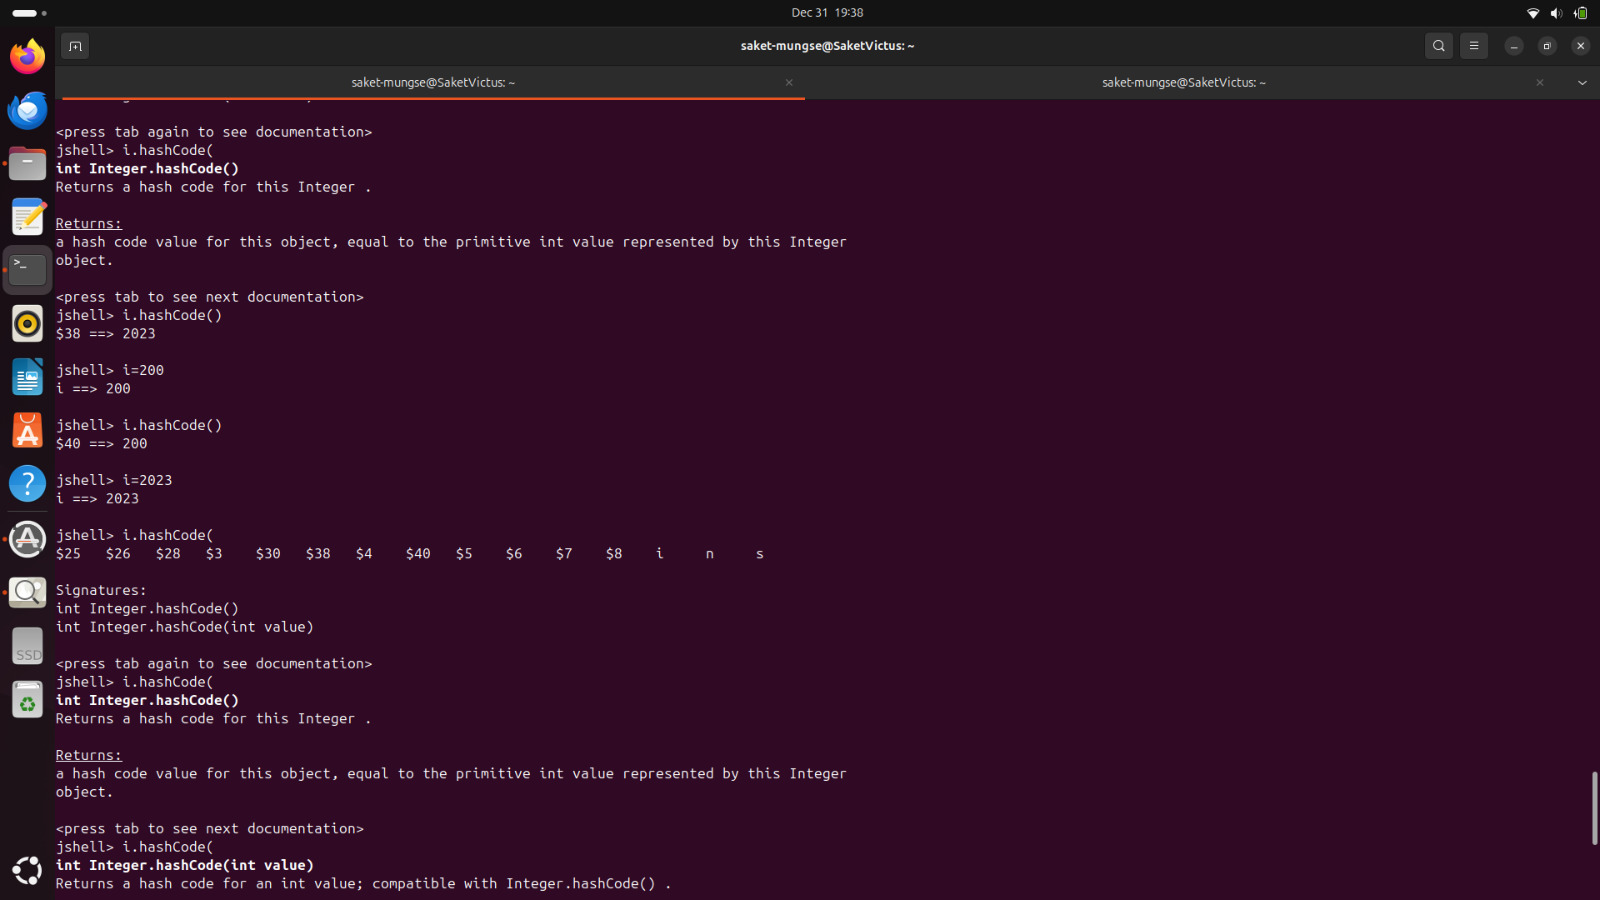 Dec 31 19:38
saket-mungse@SaketVictus: ~
saket-mungse@SaketVictus: ~
saket-mungse@SaketVictus: ~
<press tab again to see documentation>
jshell> i.hashCode(
int Integer.hashCode()
Returns a hash code for this Integer .
Returns:
a hash code value for this object, equal to the primitive int value represented by this Integer
object.
<press tab to see next documentation>
jshell> i.hashCode()
$38 ==> 2023
jshell> i=200
i ==> 200
jshell> i.hashCode()
$40 ==> 200
jshell> i=2023
i ==> 2023
jshell> i.hashCode(
$25 $26 $28 $3 $30 $38 $4 $40 $5 $6 $7 $8 i n s
Signatures:
int Integer.hashCode()
int Integer.hashCode(int value)
<press tab again to see documentation>
jshell> i.hashCode(
int Integer.hashCode()
Returns a hash code for this Integer .
Returns:
a hash code value for this object, equal to the primitive int value represented by this Integer
object.
<press tab to see next documentation>
jshell> i.hashCode(
int Integer.hashCode(int value)
Returns a hash code for an int value; compatible with Integer.hashCode() .
SSD